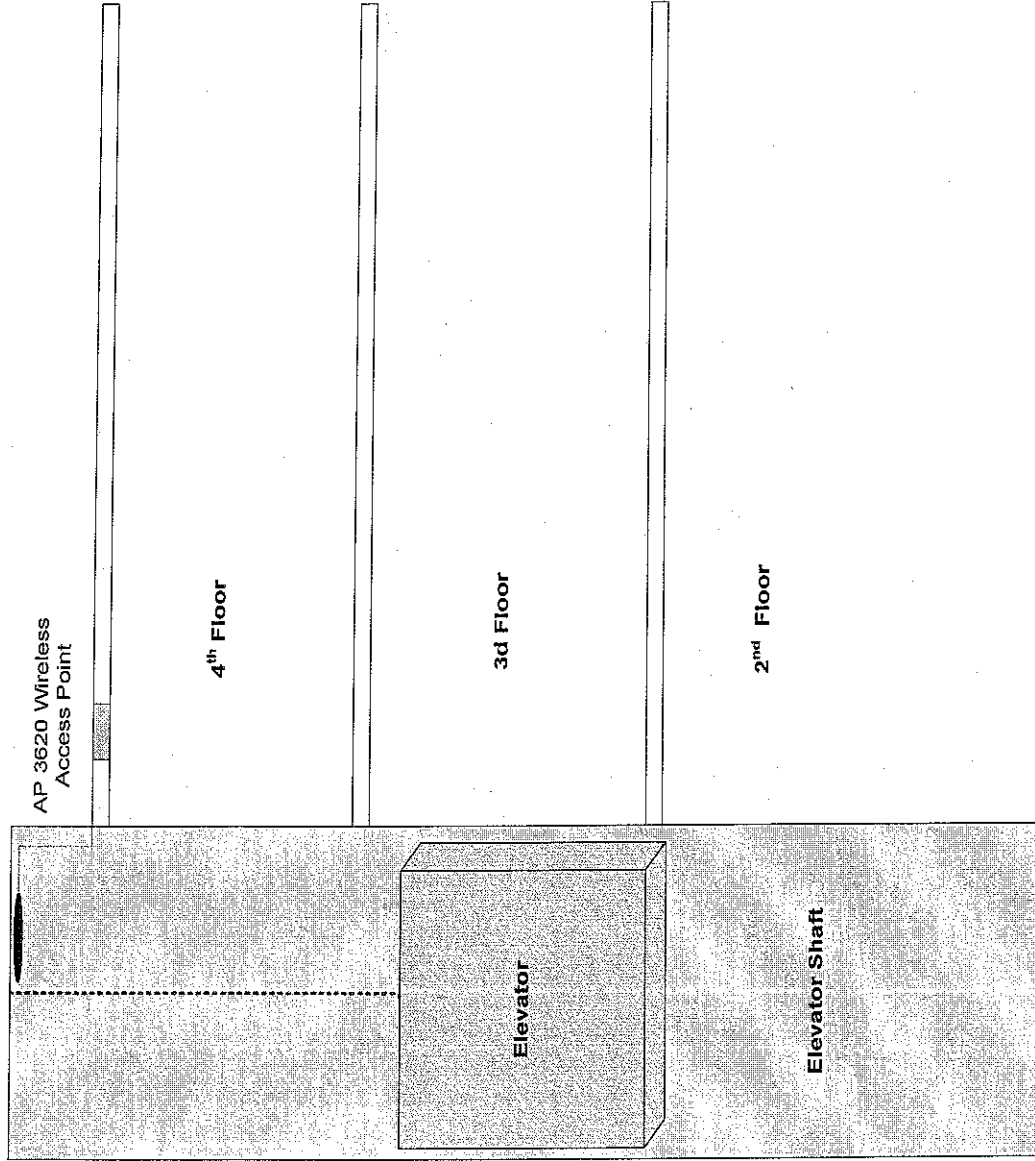 AP 3620 Wireless
Access Point
4th Floor
3d Floor
2nd Floor
Elevator
Elevator Shaft